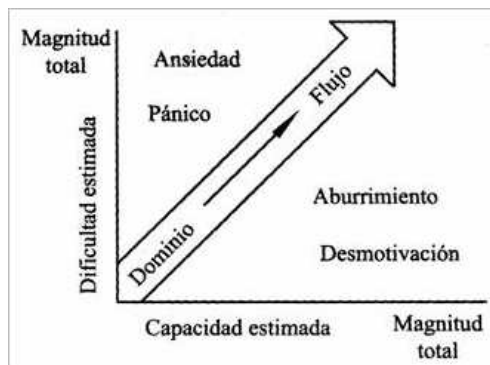 Magnitud
total
Ansiedad
Pánico
Flujo
Dificultad estimada
Dominio
Aburrimiento
Desmotivación
Capacidad estimada
Magnitud
total